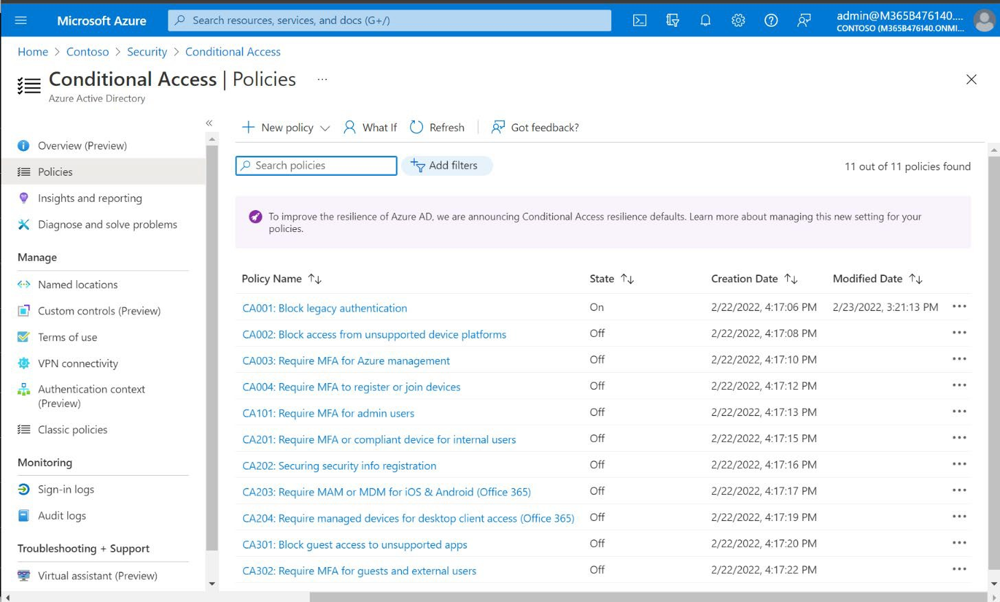 Microsoft Azure
Search resources, services, and docs (G+/)
admin@M365B476140....
CONTOSO (M365B476140.ONMI...
Home > Contoso > Security > Conditional Access
Conditional Access | Policies ...
Azure Active Directory
«
Overview (Preview)
Policies
Insights and reporting
Diagnose and solve problems
Manage
Named locations
Custom controls (Preview)
Terms of use
VPN connectivity
Authentication context
(Preview)
Classic policies
Monitoring
Sign-in logs
Audit logs
Troubleshooting + Support
Virtual assistant (Preview)
New policy What If Refresh Got feedback?
Search policies Add filters 11 out of 11 policies found
To improve the resilience of Azure AD, we are announcing Conditional Access resilience defaults. Learn more about managing this new setting for your
policies.
Policy Name State Creation Date Modified Date
CA001: Block legacy authentication On 2/22/2022, 4:17:06 PM 2/23/2022, 3:21:13 PM
CA002: Block access from unsupported device platforms Off 2/22/2022, 4:17:08 PM
CA003: Require MFA for Azure management Off 2/22/2022, 4:17:10 PM
CA004: Require MFA to register or join devices Off 2/22/2022, 4:17:12 PM
CA101: Require MFA for admin users Off 2/22/2022, 4:17:13 PM
CA201: Require MFA or compliant device for internal users Off 2/22/2022, 4:17:15 PM
CA202: Securing security info registration Off 2/22/2022, 4:17:16 PM
CA203: Require MAM or MDM for iOS & Android (Office 365) Off 2/22/2022, 4:17:17 PM
CA204: Require managed devices for desktop client access (Office 365) Off 2/22/2022, 4:17:19 PM
CA301: Block guest access to unsupported apps Off 2/22/2022, 4:17:20 PM
CA302: Require MFA for guests and external users Off 2/22/2022, 4:17:22 PM